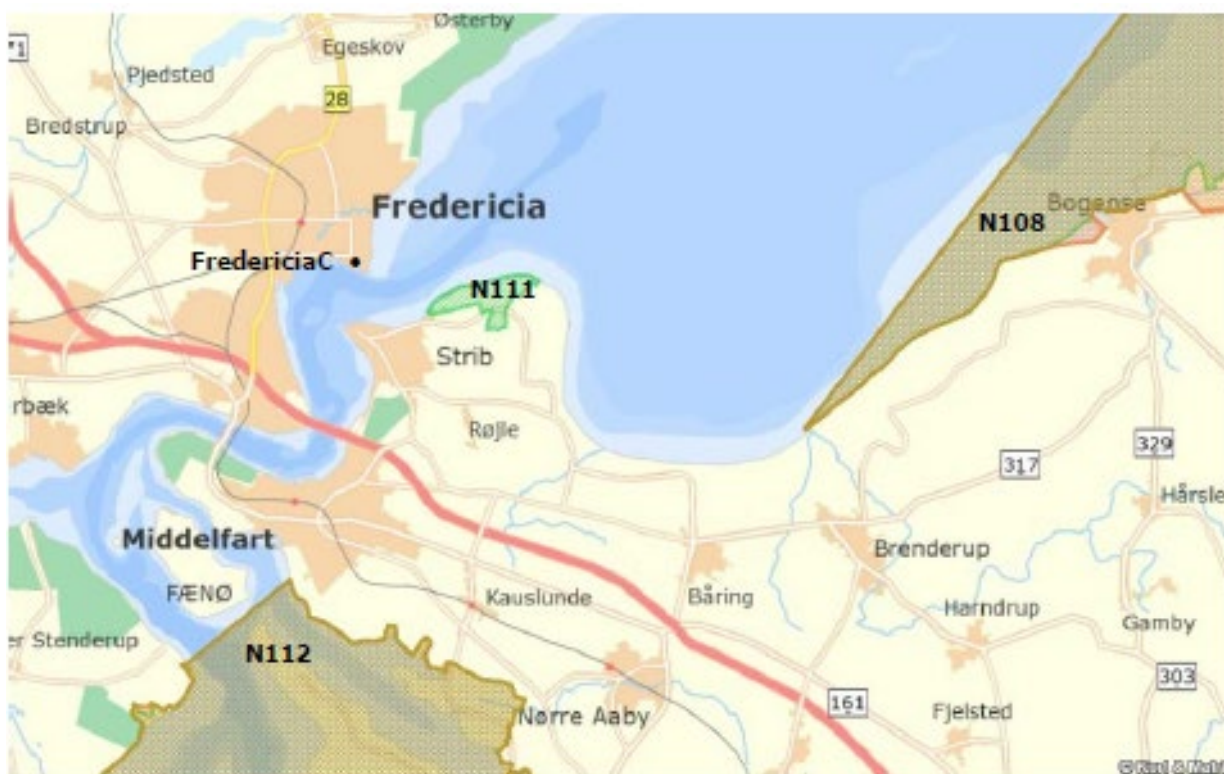 Østerby
Egeskov
71
Pjedsted
28
Bredstrup
Fredericia
Bogense
N108
FredericiaC
N111
Strib
rbæk
Røjle
317
329
Hårsle
Middelfart
Brenderup
FÆNØ
Kauslunde
Båring
Harndrup
Gamby
er Stenderup
N112
303
Nørre Aaby
161
Fjelsted